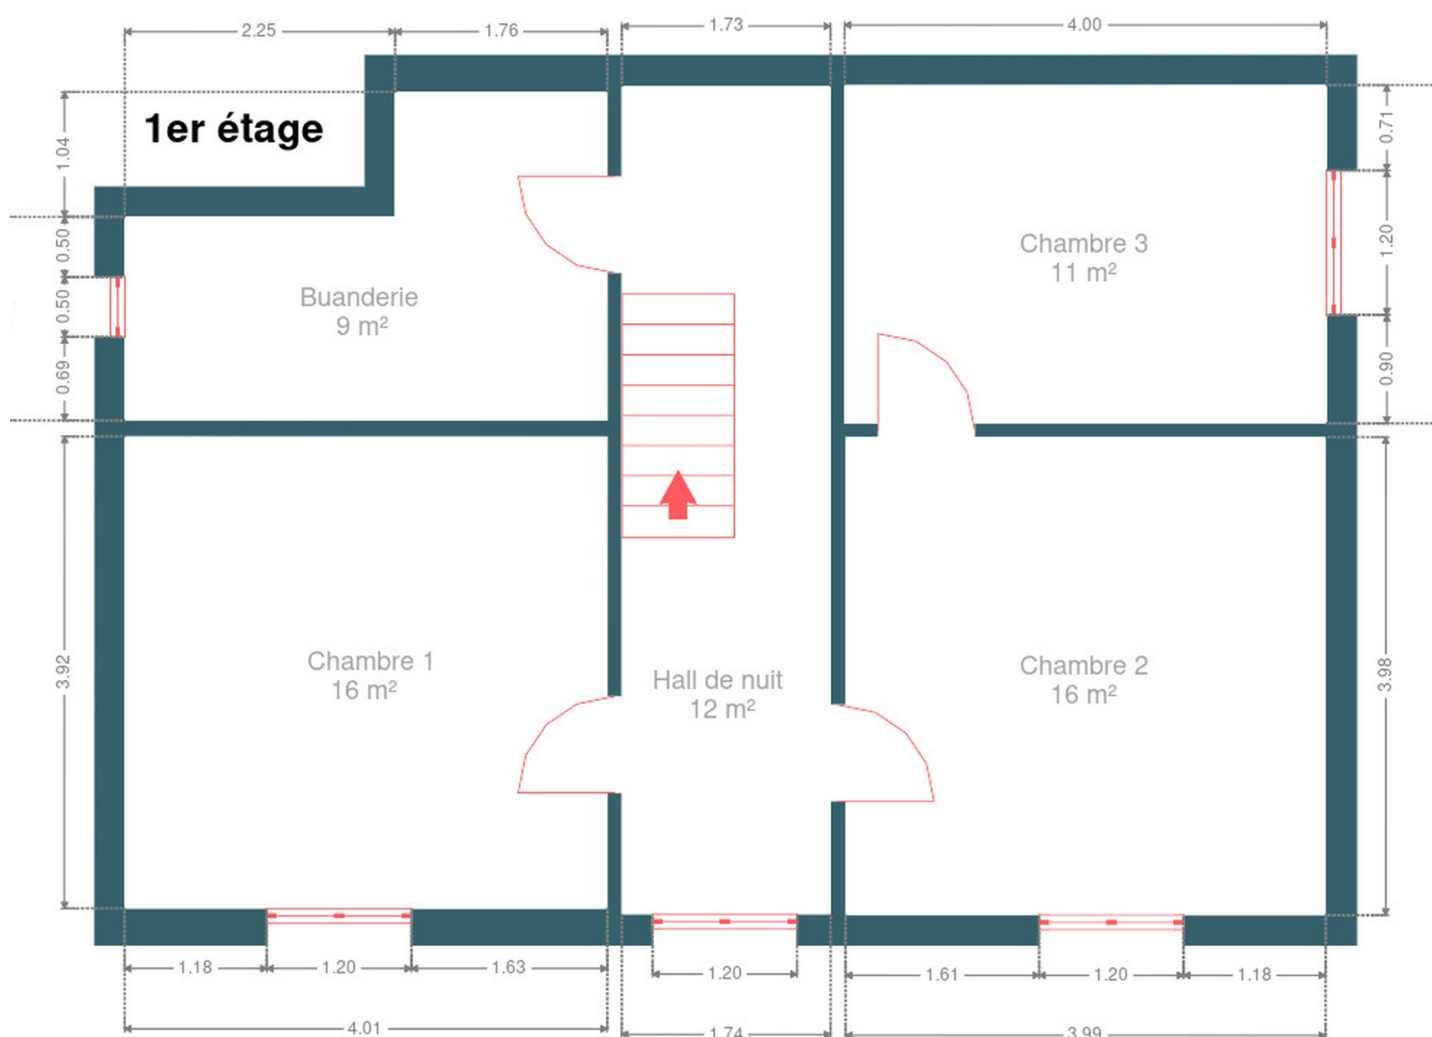 2.25
1.76
1.73
4.00
1er étage
1.04
0.71
0.50
1.20
Chambre 3
11 m²
Buanderie
9 m²
0.50
0.69
0.90
Chambre 1
16 m²
Hall de nuit
12 m²
Chambre 2
16 m²
3.92
3.98
1.18
1.20
1.63
1.20
1.61
1.20
1.18
4.01
1.74
3.99